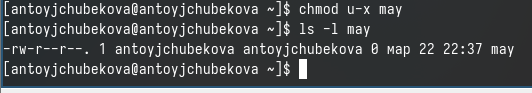 [antoyjchubekova@antoyjchubekova ~]$ chmod u-x may
[antoyjchubekova@antoyjchubekova ~]$ ls -l may
-rw-r--r--. 1 antoyjchubekova antoyjchubekova 0 мар 22 22:37 may
[antoyjchubekova@antoyjchubekova ~]$